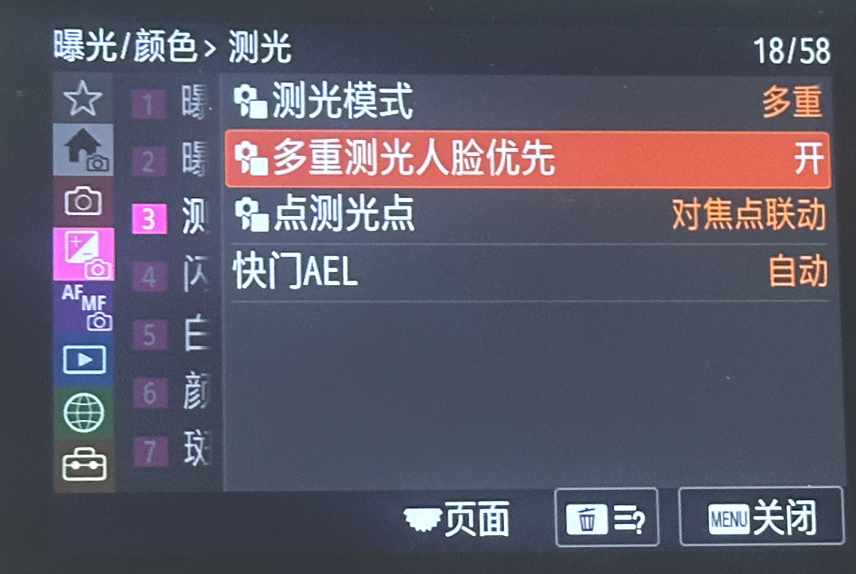 曝光/颜色> 测光 18/58
测光模式 多重
多重测光人脸优先 开
点测光点 对焦点联动
快门AEL 自动
1 曝
2 曝
3 测
4 闪
5 白
6 颜
7 斑
AF MF
页面 ? MENU 关闭